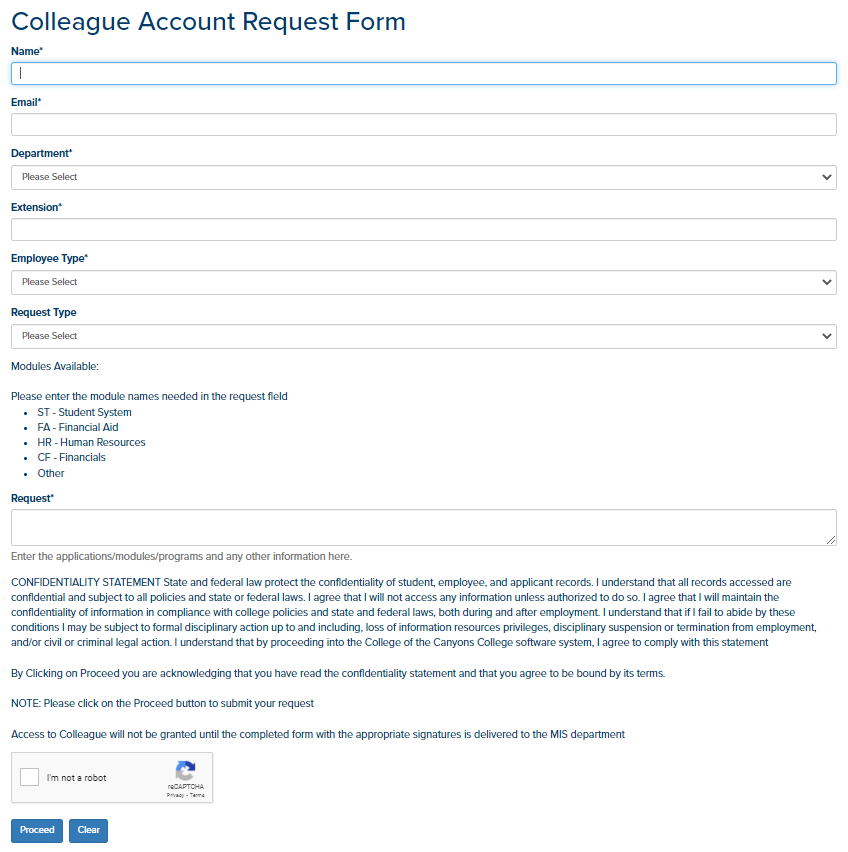 Colleague Account Request Form
Name*
Email*
Department*
Please Select
Extension*
Employee Type*
Please Select
Request Type
Please Select
Modules Available:
Please enter the module names needed in the request field
ST - Student System
FA - Financial Aid
HR - Human Resources
CF - Financials
Other
Request*
Enter the applications/modules/programs and any other information here.
CONFIDENTIALITY STATEMENT State and federal law protect the confidentiality of student, employee, and applicant records. I understand that all records accessed are
confidential and subject to all policies and state or federal laws. I agree that I will not access any information unless authorized to do so. I agree that I will maintain the
confidentiality of information in compliance with college policies and state and federal laws, both during and after employment. I understand that if I fail to abide by these
conditions I may be subject to formal disciplinary action up to and including, loss of information resources privileges, disciplinary suspension or termination from employment,
and/or civil or criminal legal action. I understand that by proceeding into the College of the Canyons College software system, I agree to comply with this statement
By Clicking on Proceed you are acknowledging that you have read the confidentiality statement and that you agree to be bound by its terms.
NOTE: Please click on the Proceed button to submit your request
Access to Colleague will not be granted until the completed form with the appropriate signatures is delivered to the MIS department
I'm not a robot
reCAPTCHA
Privacy - Terms
Proceed Clear